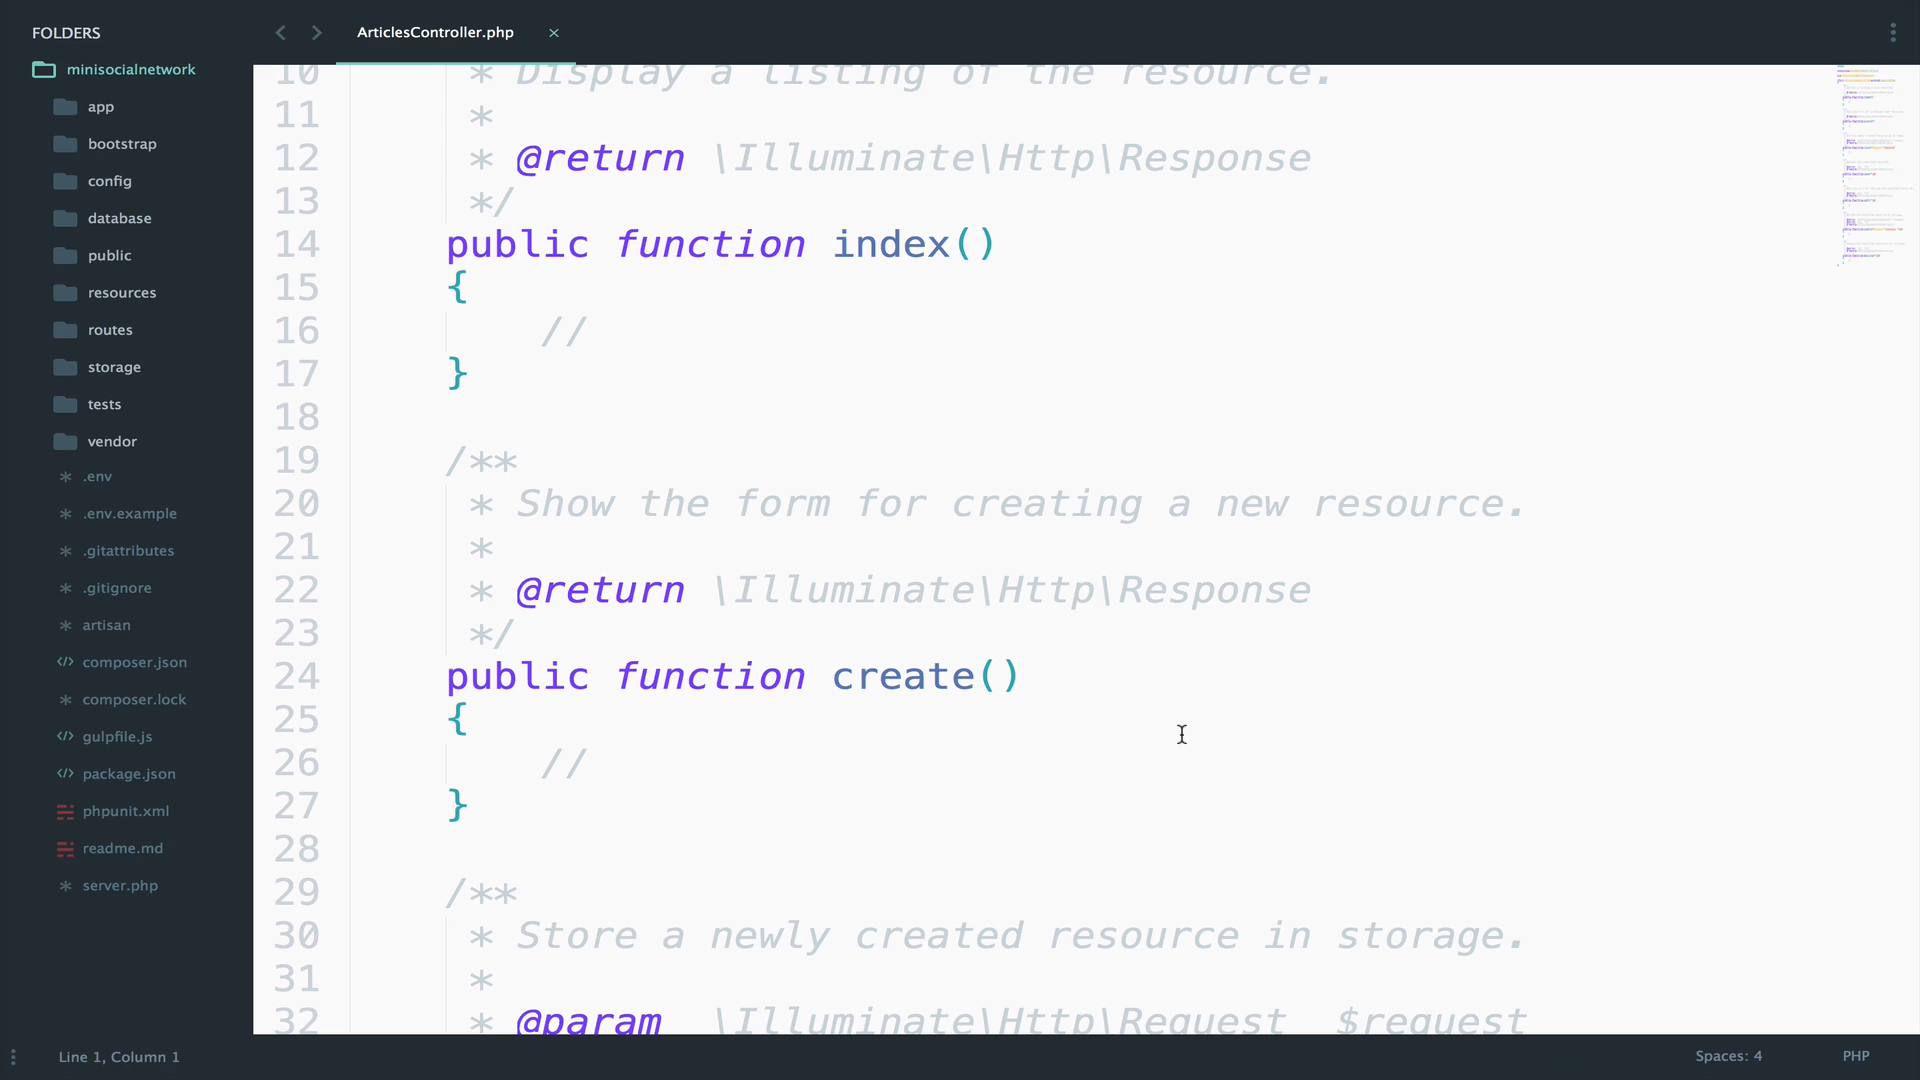 FOLDERS
minisocialnetwork
app
bootstrap
config
database
public
resources
routes
storage
tests
vendor
.env
.env.example
.gitattributes
.gitignore
artisan
composer.json
composer.lock
gulpfile.js
package.json
phpunit.xml
readme.md
server.php
ArticlesController.php ×
10 * Display a listing of the resource.
11 *
12 * @return \Illuminate\Http\Response
13 */
14 public function index()
15 {
16 //
17 }
18
19 /**
20 * Show the form for creating a new resource.
21 *
22 * @return \Illuminate\Http\Response
23 */
24 public function create()
25 {
26 //
27 }
28
29 /**
30 * Store a newly created resource in storage.
31 *
32 * @param \Illuminate\Http\Request $request
Line 1, Column 1
Spaces: 4
PHP